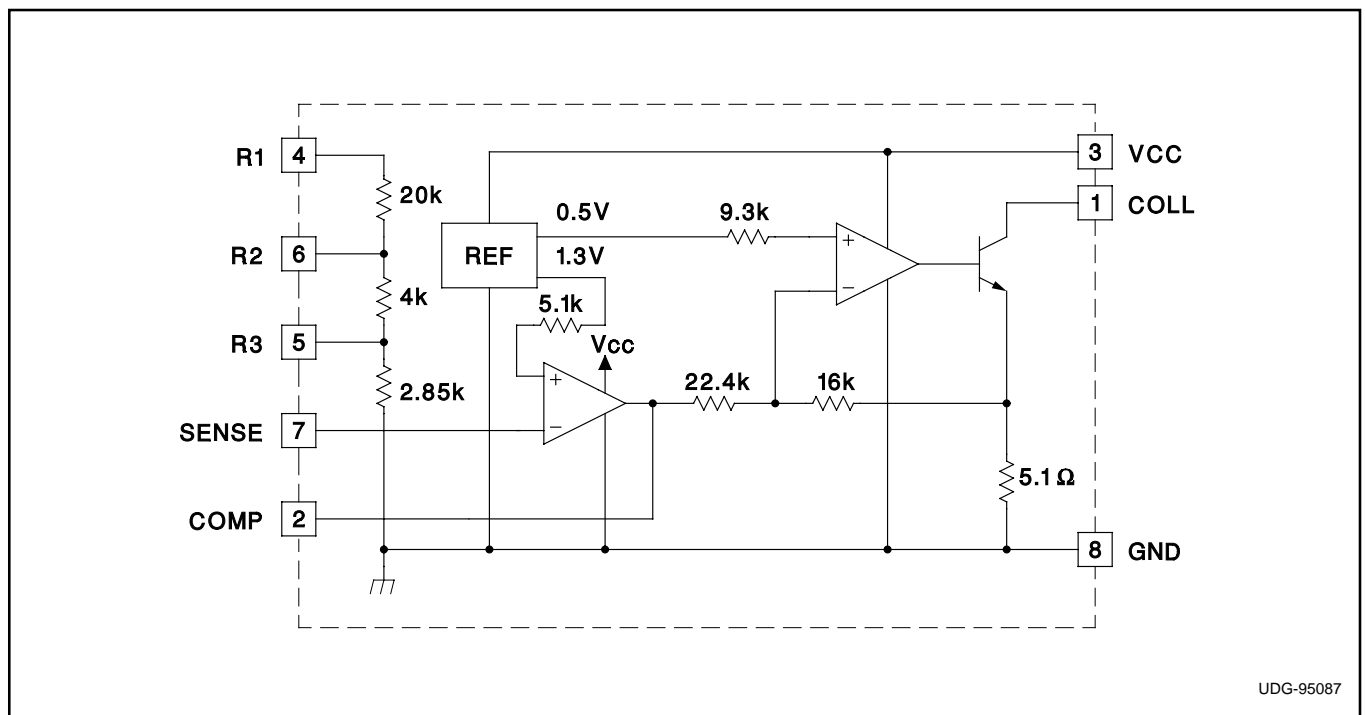 R1 4
20k
R2 6
4k
R3 5
2.85k
SENSE 7
COMP 2
REF
0.5V
1.3V
5.1k
9.3k
+
−
Vcc
+
−
22.4k
16k
5.1 Ω
3 VCC
1 COLL
8 GND
UDG-95087